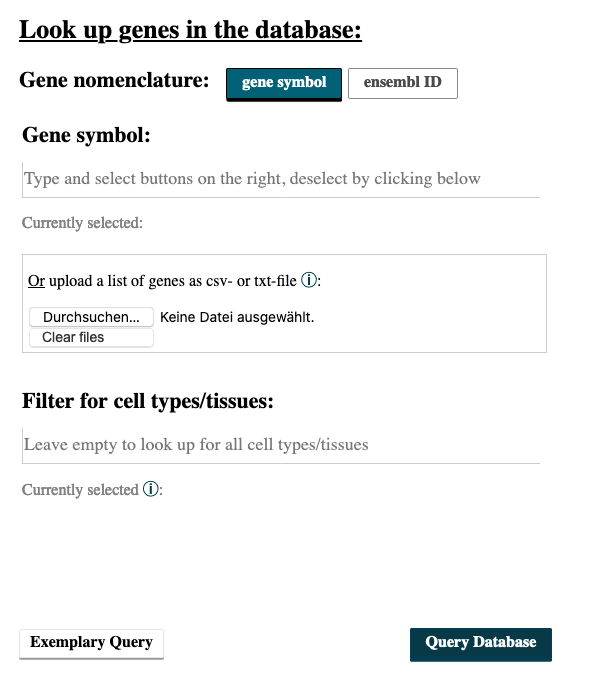 Look up genes in the database:
Gene nomenclature: gene symbol ensembl ID
Gene symbol:
Type and select buttons on the right, deselect by clicking below
Currently selected:
Or upload a list of genes as csv- or txt-file ⓘ:
Durchsuchen... Keine Datei ausgewählt.
Clear files
Filter for cell types/tissues:
Leave empty to look up for all cell types/tissues
Currently selected ⓘ:
Exemplary Query Query Database